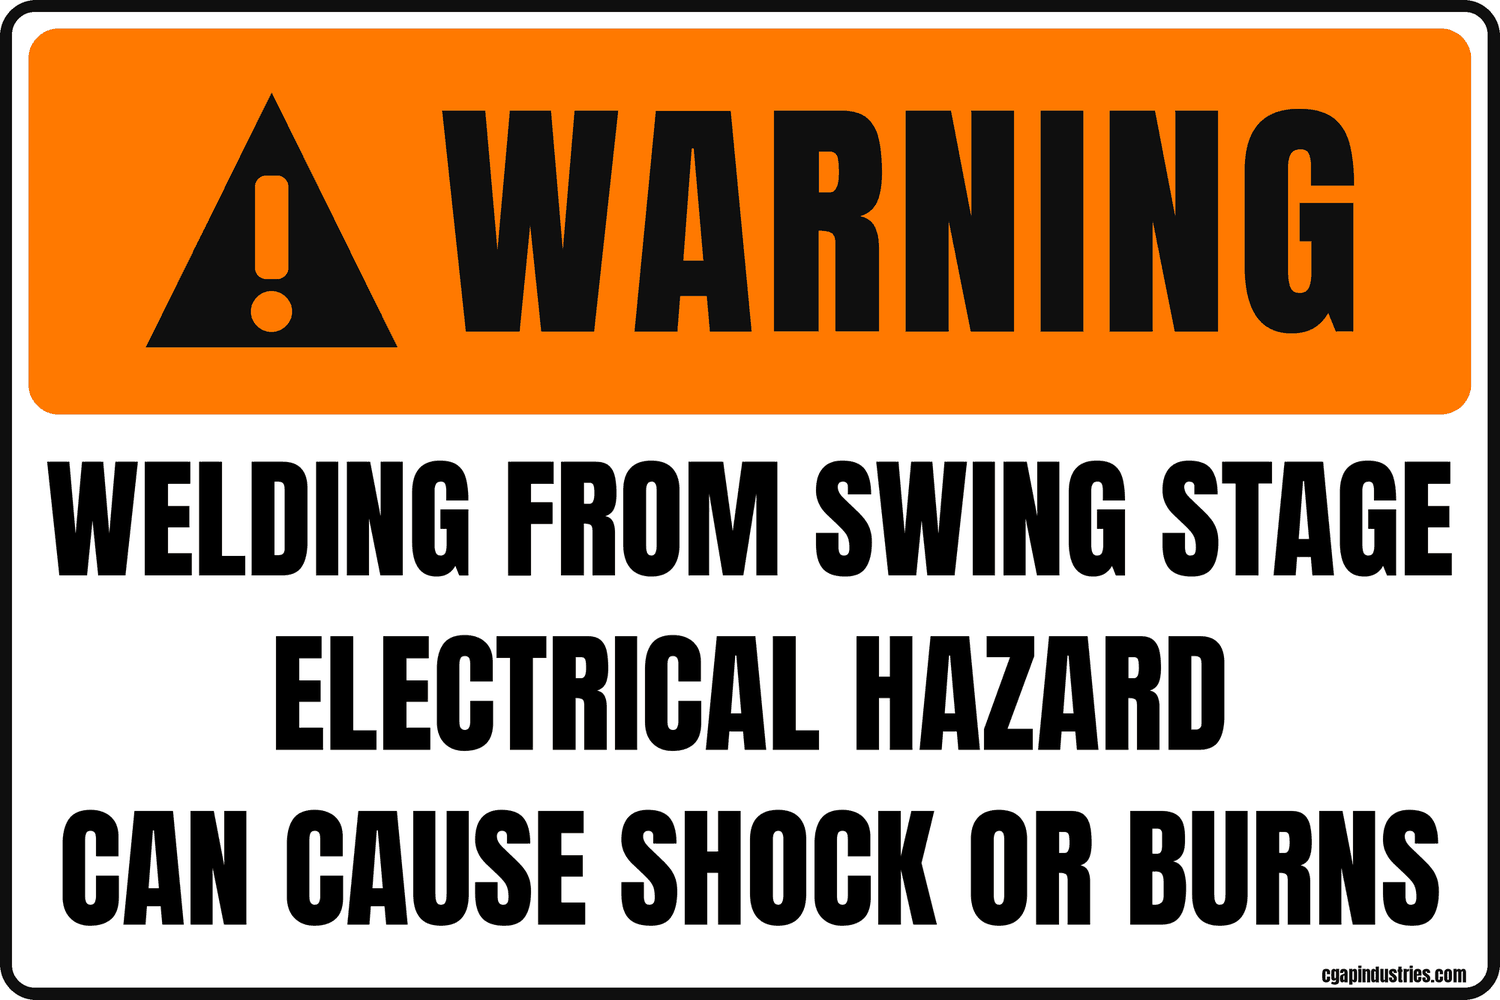 WARNING
WELDING FROM SWING STAGE
ELECTRICAL HAZARD
CAN CAUSE SHOCK OR BURNS
cgapindustries.com